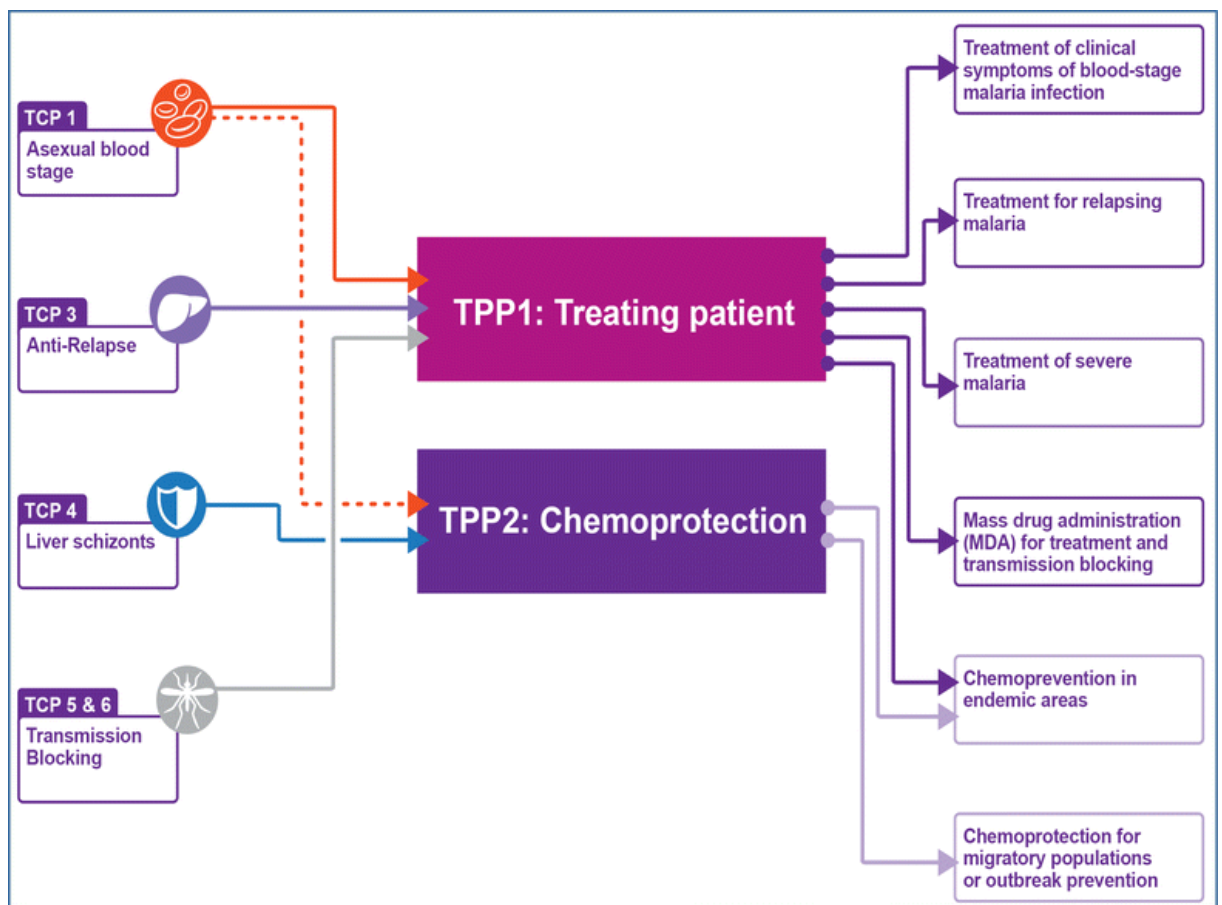 TCP 1
Asexual blood
stage
TCP 3
Anti-Relapse
TCP 4
Liver schizonts
TCP 5 & 6
Transmission
Blocking
TPP1: Treating patient
TPP2: Chemoprotection
Treatment of clinical
symptoms of blood-stage
malaria infection
Treatment for relapsing
malaria
Treatment of severe
malaria
Mass drug administration
(MDA) for treatment and
transmission blocking
Chemoprevention in
endemic areas
Chemoprotection for
migratory populations
or outbreak prevention